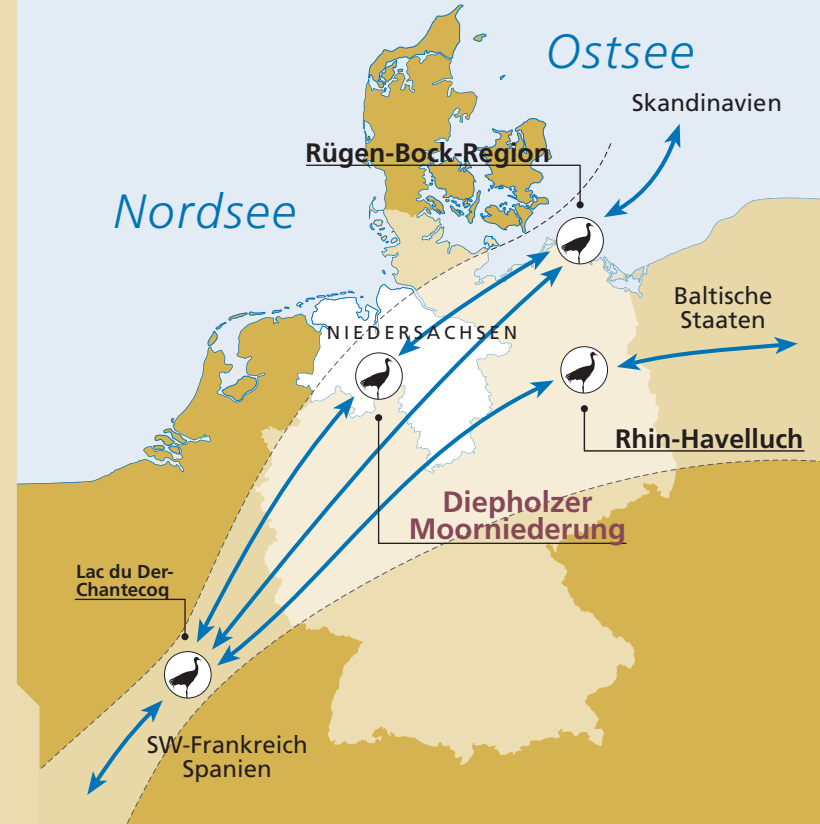 Ostsee
Skandinavien
Rügen-Bock-Region
Nordsee
Baltische
Staaten
NIEDERSACHSEN
Rhin-Havelluch
Diepholzer
Moorniederung
Lac du Der-
Chantecoq
SW-Frankreich
Spanien